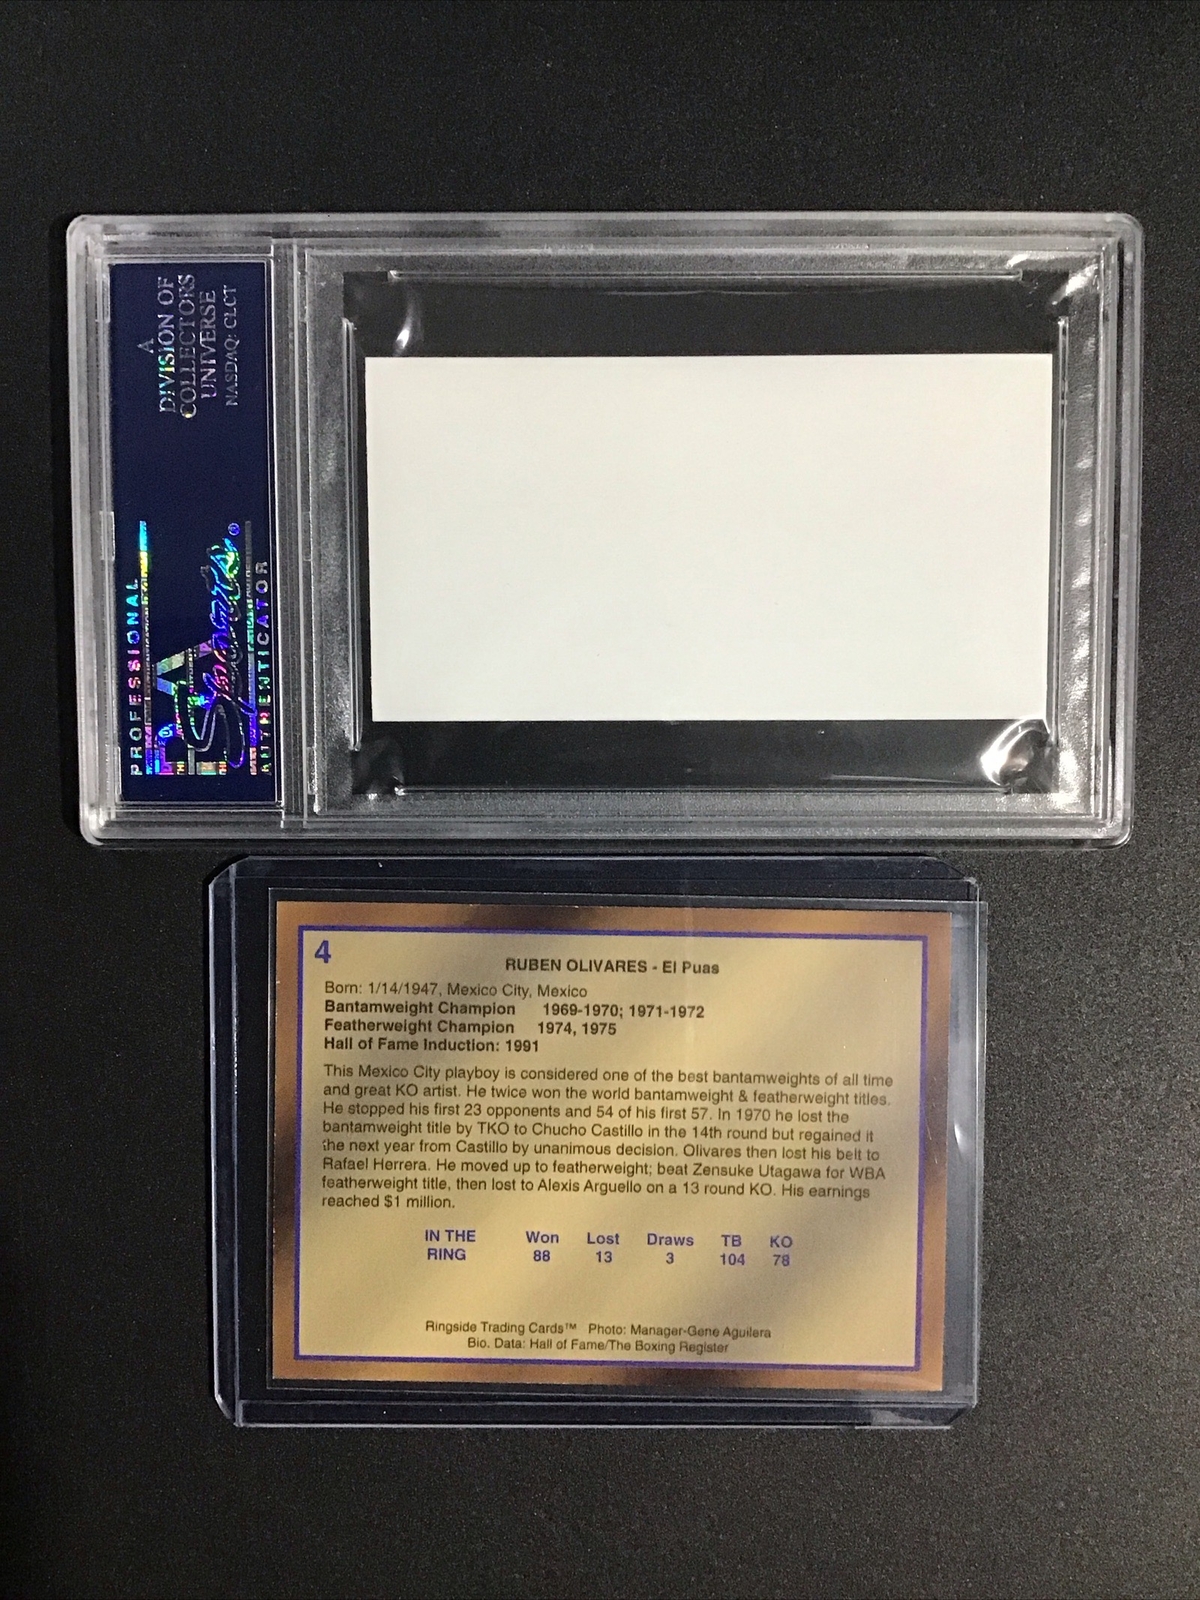 A
DIVISION OF
COLLECTORS
UNIVERSE
NASDAQ: CLCT
PROFESSIONAL
PSA
Sports®
AUTHENTICATOR
4
RUBEN OLIVARES - El Puas
Born: 1/14/1947, Mexico City, Mexico
Bantamweight Champion 1969-1970; 1971-1972
Featherweight Champion 1974, 1975
Hall of Fame Induction: 1991
This Mexico City playboy is considered one of the best bantamweights of all time
and great KO artist. He twice won the world bantamweight & featherweight titles.
He stopped his first 23 opponents and 54 of his first 57. In 1970 he lost the
bantamweight title by TKO to Chucho Castillo in the 14th round but regained it
the next year from Castillo by unanimous decision. Olivares then lost his belt to
Rafael Herrera. He moved up to featherweight; beat Zensuke Utagawa for WBA
featherweight title, then lost to Alexis Arguello on a 13 round KO. His earnings
reached $1 million.
IN THE Won Lost Draws TB KO
RING 88 13 3 104 78
Ringside Trading Cards™ Photo: Manager-Gene Aguilera
Bio. Data: Hall of Fame/The Boxing Register